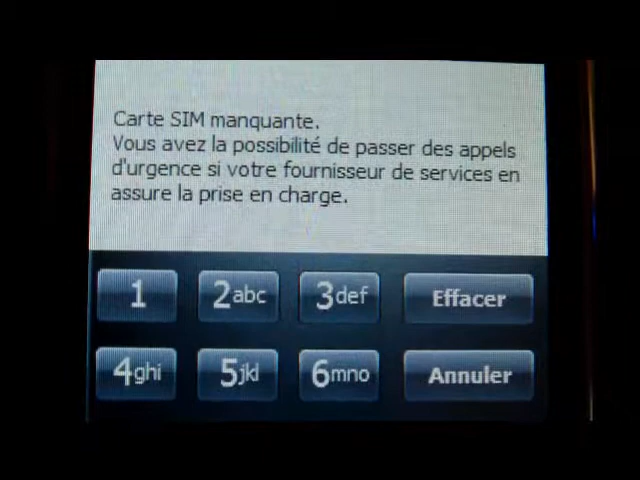 Carte SIM manquante.
Vous avez la possibilité de passer des appels
d'urgence si votre fournisseur de services en
assure la prise en charge.
1 2abc 3def Effacer
4ghi 5jkl 6mno Annuler